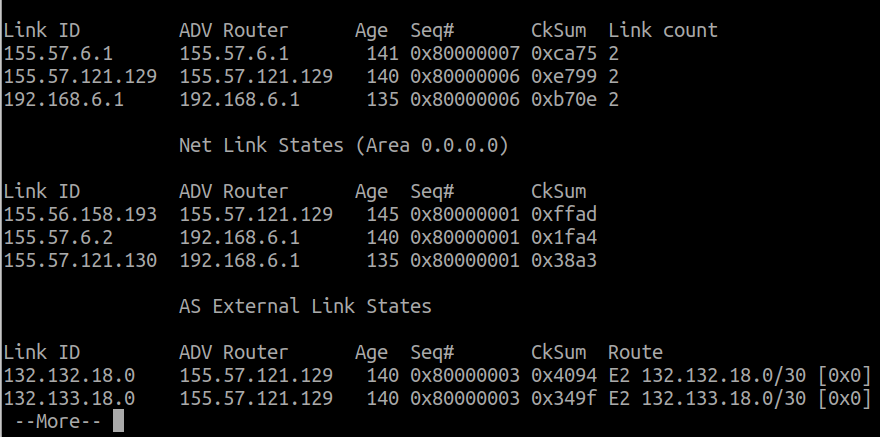 Link ID         ADV Router      Age  Seq#       CkSum  Link count
155.57.6.1      155.57.6.1       141 0x80000007 0xca75 2
155.57.121.129  155.57.121.129   140 0x80000006 0xe799 2
192.168.6.1     192.168.6.1      135 0x80000006 0xb70e 2
Net Link States (Area 0.0.0.0)
Link ID         ADV Router      Age  Seq#       CkSum
155.56.158.193  155.57.121.129   145 0x80000001 0xffad
155.57.6.2      192.168.6.1      140 0x80000001 0x1fa4
155.57.121.130  192.168.6.1      135 0x80000001 0x38a3
AS External Link States
Link ID         ADV Router      Age  Seq#       CkSum  Route
132.132.18.0    155.57.121.129   140 0x80000003 0x4094 E2 132.132.18.0/30 [0x0]
132.133.18.0    155.57.121.129   140 0x80000003 0x349f E2 132.133.18.0/30 [0x0]
--More--